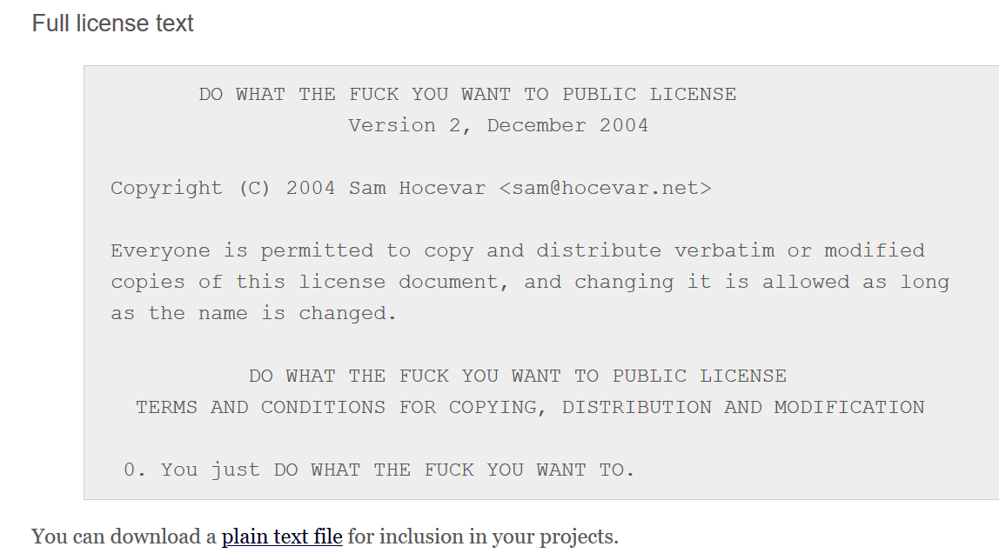 Full license text
DO WHAT THE FUCK YOU WANT TO PUBLIC LICENSE
Version 2, December 2004
Copyright (C) 2004 Sam Hocevar <sam@hocevar.net>
Everyone is permitted to copy and distribute verbatim or modified
copies of this license document, and changing it is allowed as long
as the name is changed.
DO WHAT THE FUCK YOU WANT TO PUBLIC LICENSE
TERMS AND CONDITIONS FOR COPYING, DISTRIBUTION AND MODIFICATION
0. You just DO WHAT THE FUCK YOU WANT TO.
You can download a plain text file for inclusion in your projects.